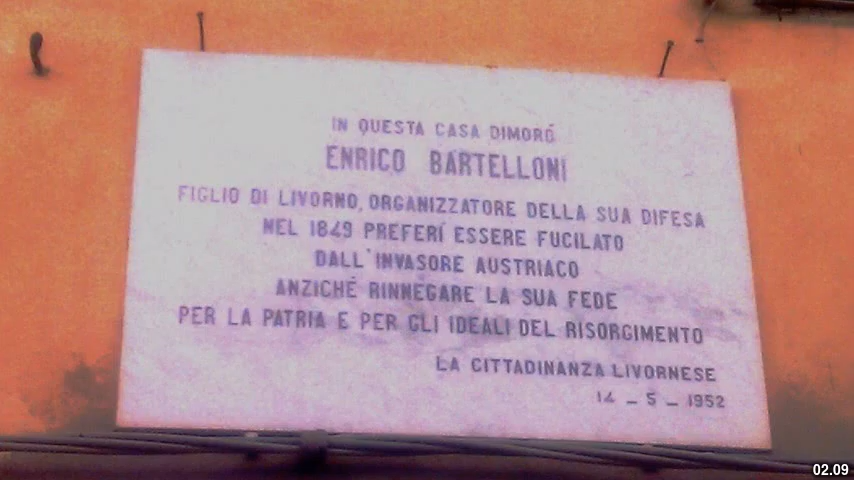 IN QUESTA CASA DIMORÓ
ENRICO BARTELLONI
FIGLIO DI LIVORNO, ORGANIZZATORE DELLA SUA DIFESA
NEL 1849 PREFERÍ ESSERE FUCILATO
DALL'INVASORE AUSTRIACO
ANZICHÉ RINNEGARE LA SUA FEDE
PER LA PATRIA E PER GLI IDEALI DEL RISORGIMENTO
LA CITTADINANZA LIVORNESE
14 _ 5 _ 1952
02.09